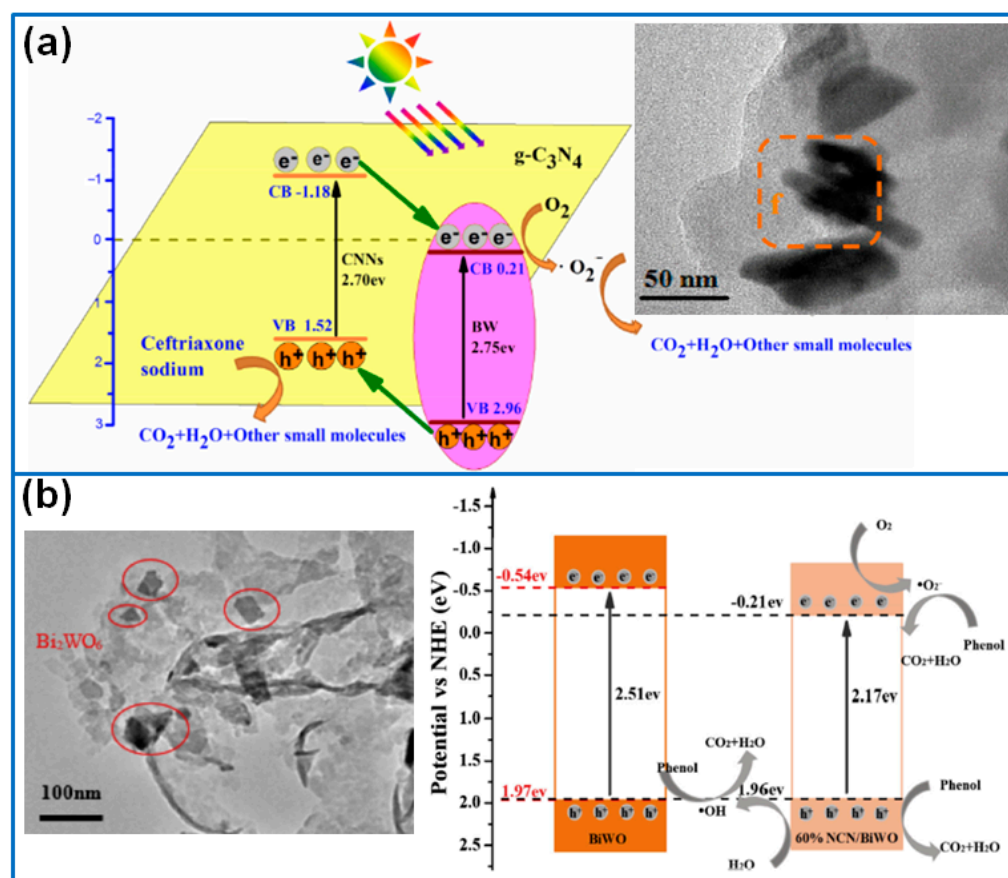 (a)
−2
−1
0
1
2
3
g-C₃N₄
e⁻ e⁻ e⁻
CB -1.18
CNNs
2.70ev
VB 1.52
h⁺ h⁺ h⁺
Ceftriaxone
sodium
CO₂+H₂O+Other small molecules
O₂
e⁻ e⁻ e⁻
CB 0.21
· O₂⁻
BW
2.75ev
VB 2.96
h⁺ h⁺ h⁺
CO₂+H₂O+Other small molecules
f
50 nm
(b)
Bi₂WO₆
100nm
Potential vs NHE (eV)
-1.5
-1.0
-0.5
0.0
0.5
1.0
1.5
2.0
2.5
-0.54ev
e⁻ e⁻ e⁻ e⁻
2.51ev
1.97ev
h⁺ h⁺ h⁺ h⁺
BiWO
Phenol
CO₂+H₂O
•OH
H₂O
O₂
•O₂⁻
-0.21ev
e⁻ e⁻ e⁻ e⁻
Phenol
CO₂+H₂O
2.17ev
1.96ev
h⁺ h⁺ h⁺ h⁺
60% NCN/BiWO
Phenol
CO₂+H₂O